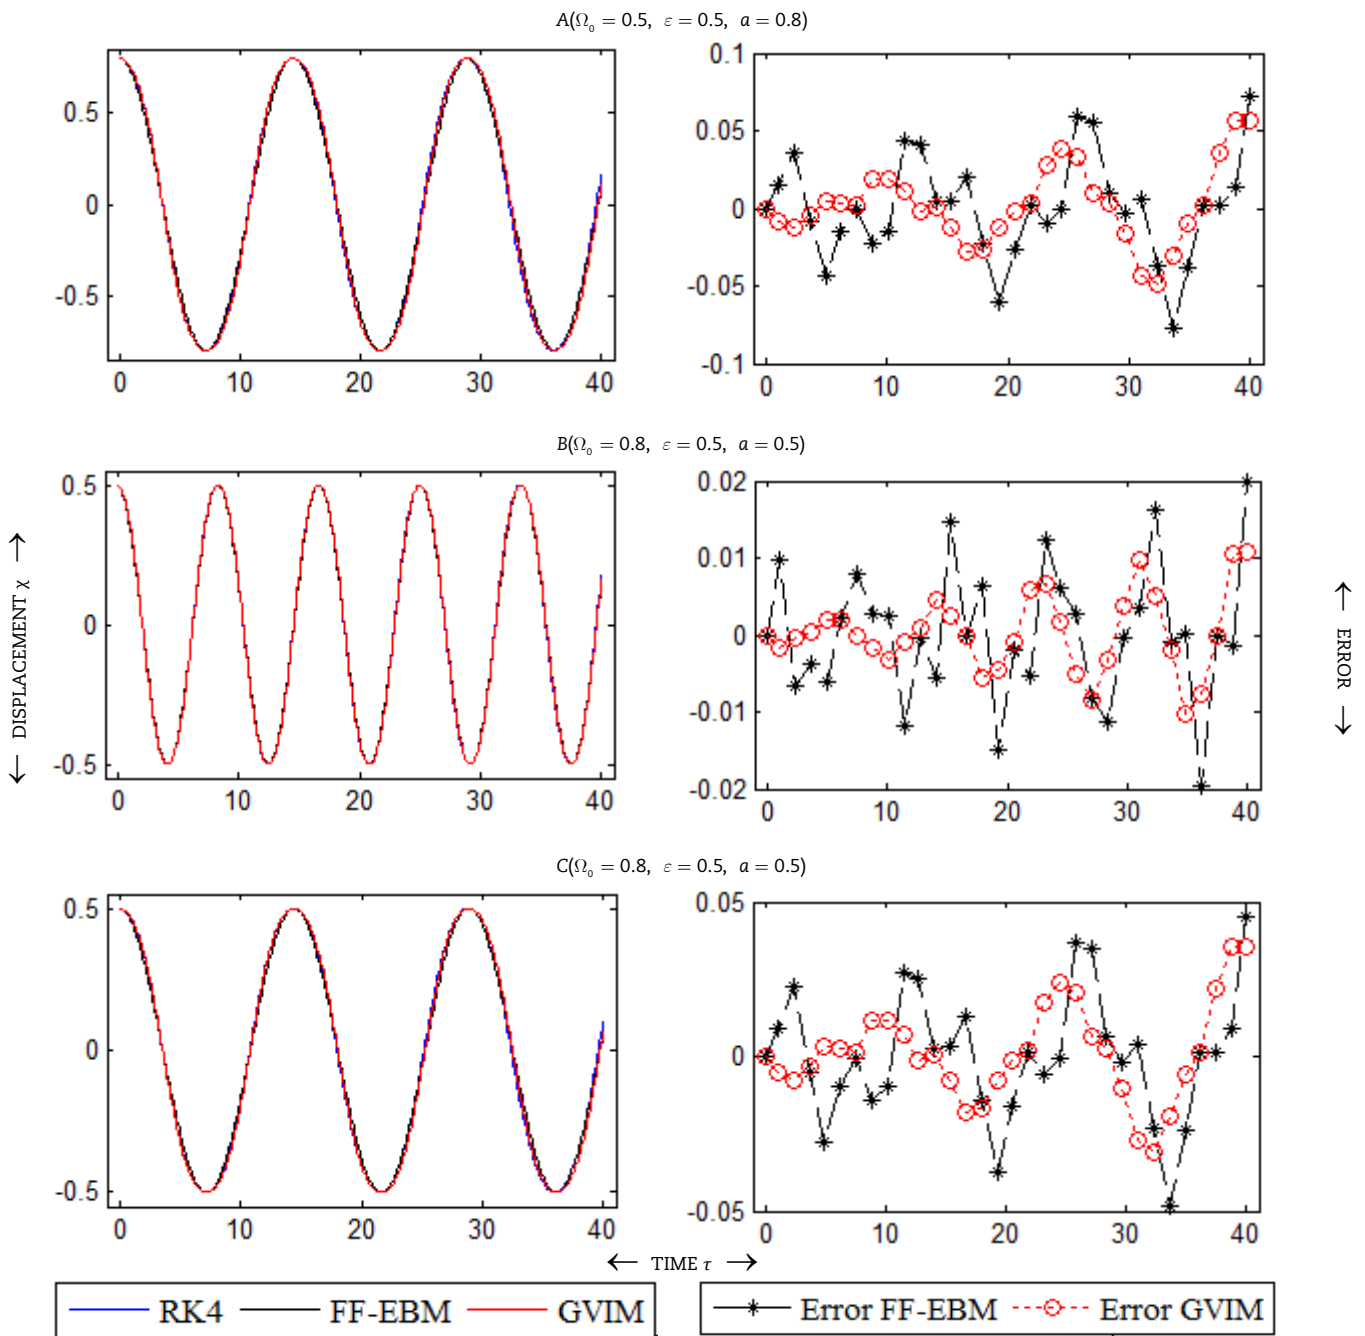 A(Ω₀ = 0.5, ε = 0.5, a = 0.8)
0.5
0
-0.5
0 10 20 30 40
0.1
0.05
0
-0.05
-0.1
0 10 20 30 40
B(Ω₀ = 0.8, ε = 0.5, a = 0.5)
0.5
0
-0.5
0 10 20 30 40
0.02
0.01
0
-0.01
-0.02
0 10 20 30 40
← DISPLACEMENT χ →
← ERROR →
C(Ω₀ = 0.8, ε = 0.5, a = 0.5)
0.5
0
-0.5
0 10 20 30 40
0.05
0
-0.05
0 10 20 30 40
← TIME τ →
RK4 FF-EBM GVIM
Error FF-EBM Error GVIM